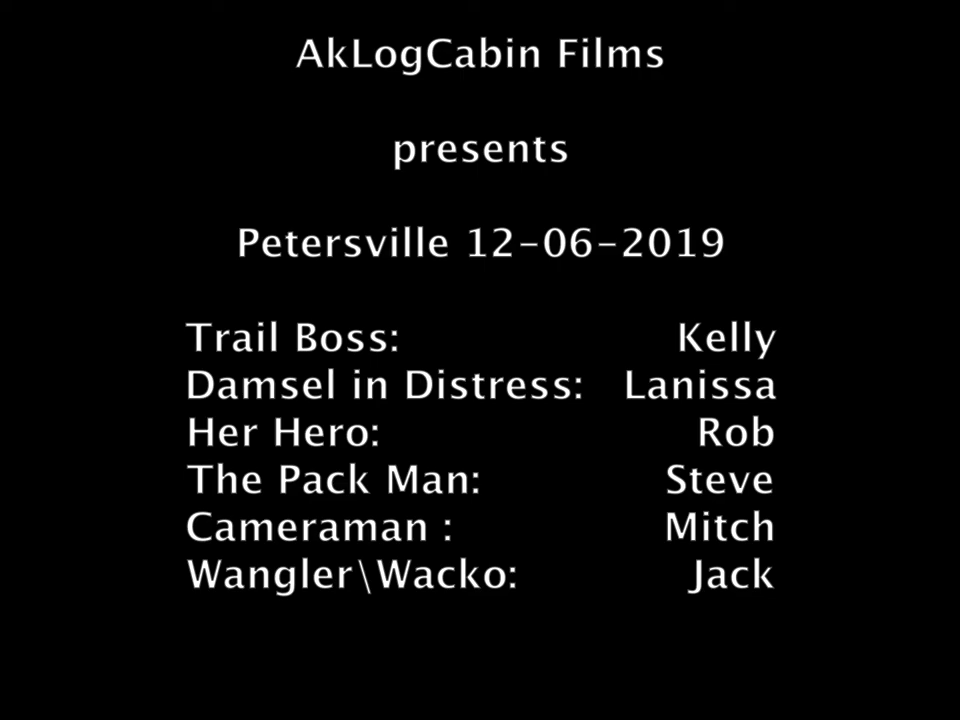 AkLogCabin Films
presents
Petersville 12-06-2019
Trail Boss: Kelly
Damsel in Distress: Lanissa
Her Hero: Rob
The Pack Man: Steve
Cameraman : Mitch
Wangler\Wacko: Jack